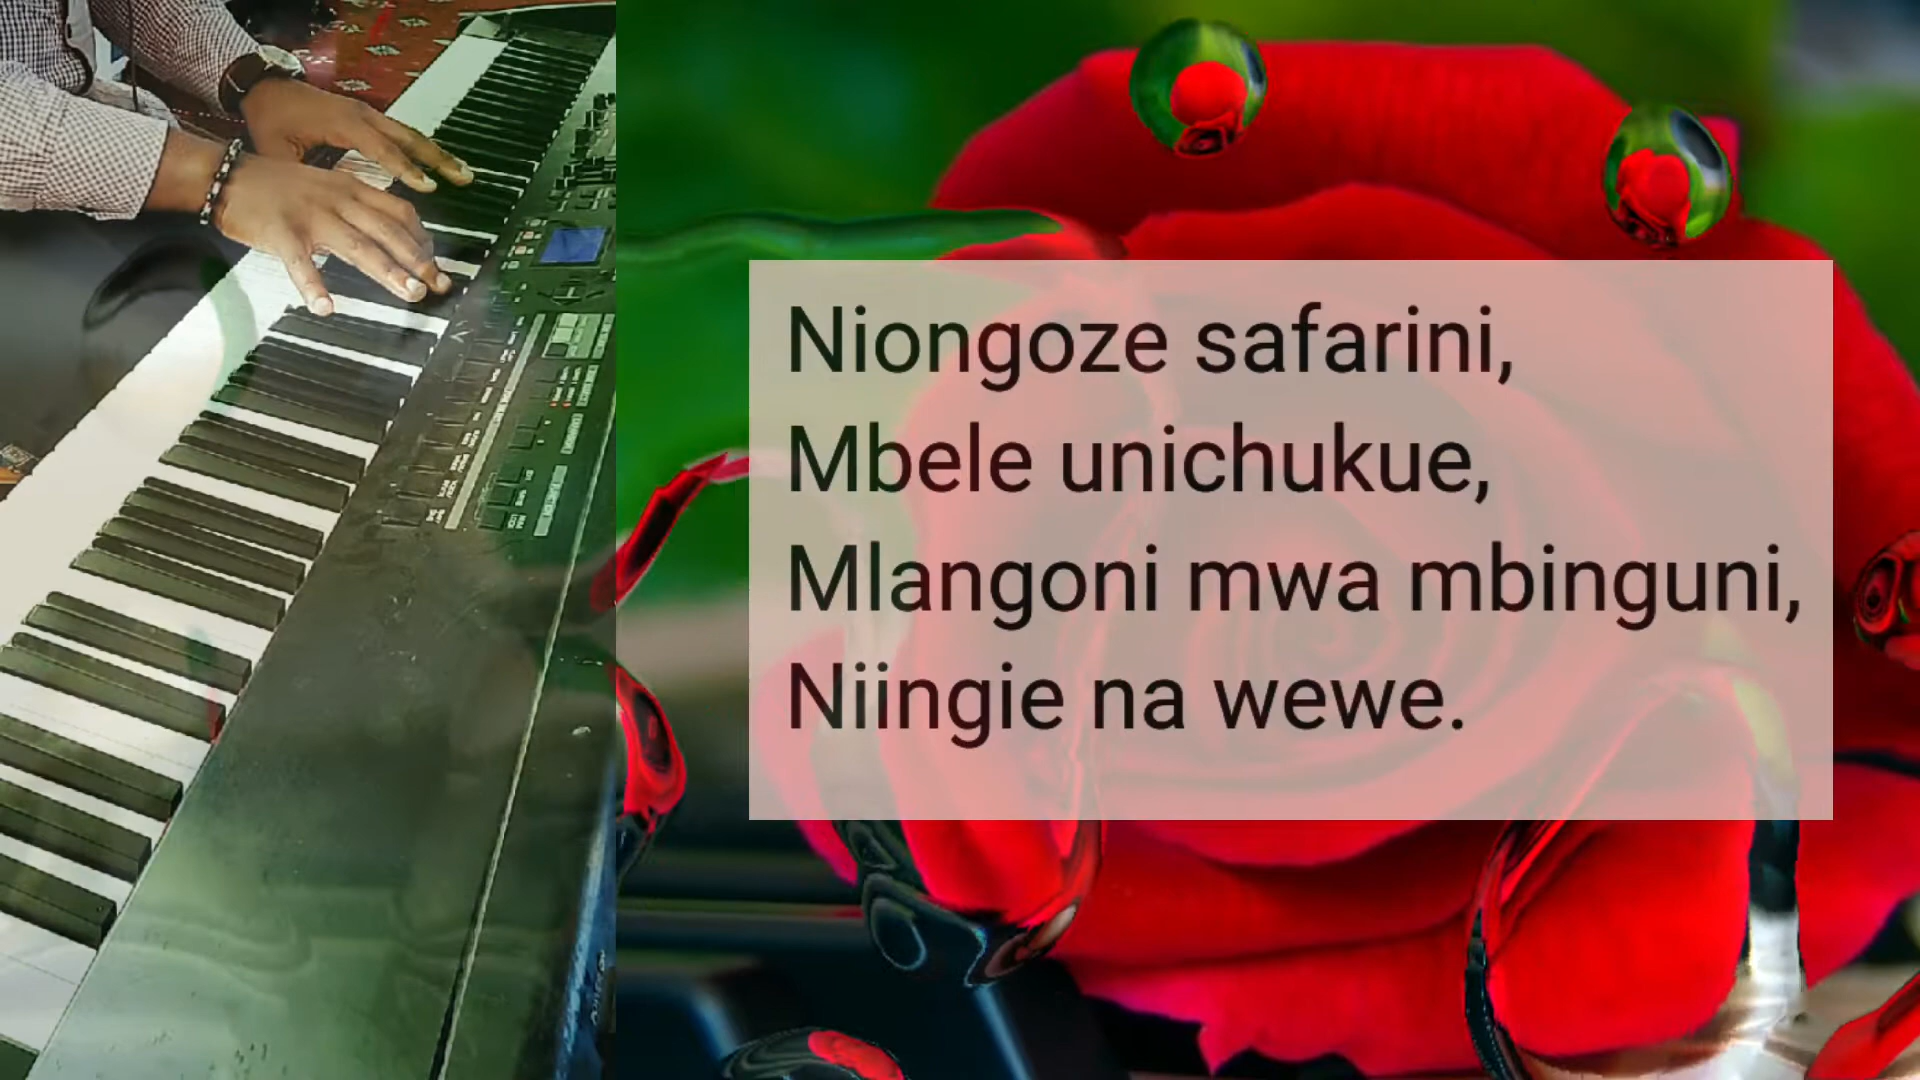 Niongoze safarini,
Mbele unichukue,
Mlangoni mwa mbinguni,
Niingie na wewe.